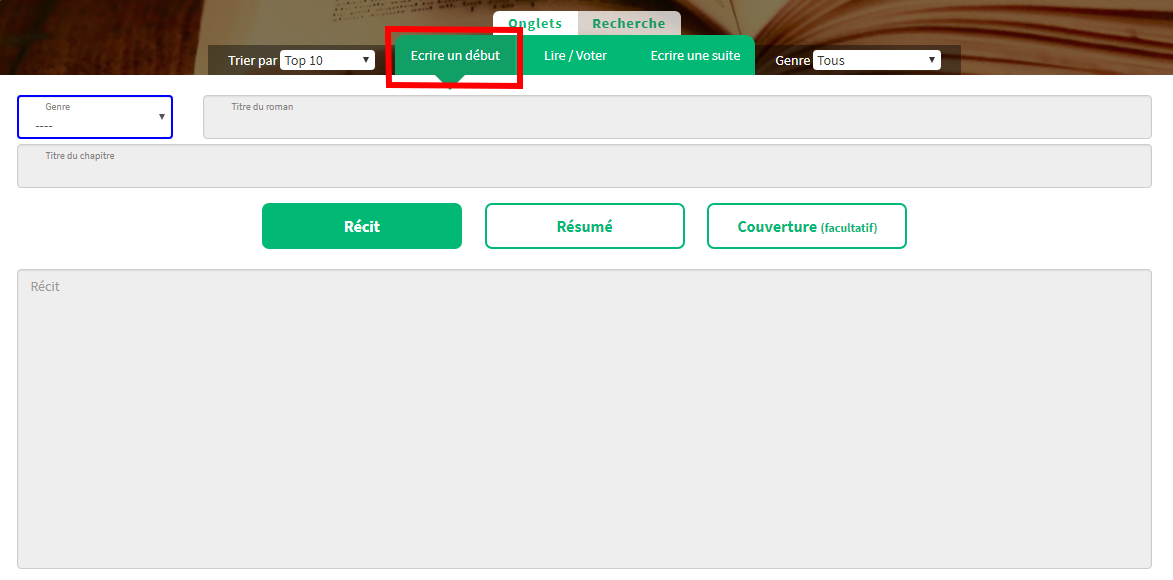 Onglets Recherche
Trier par Top 10 Ecrire un début Lire / Voter Ecrire une suite Genre Tous
Genre Titre du roman
----
Titre du chapitre
Récit Résumé Couverture (facultatif)
Récit